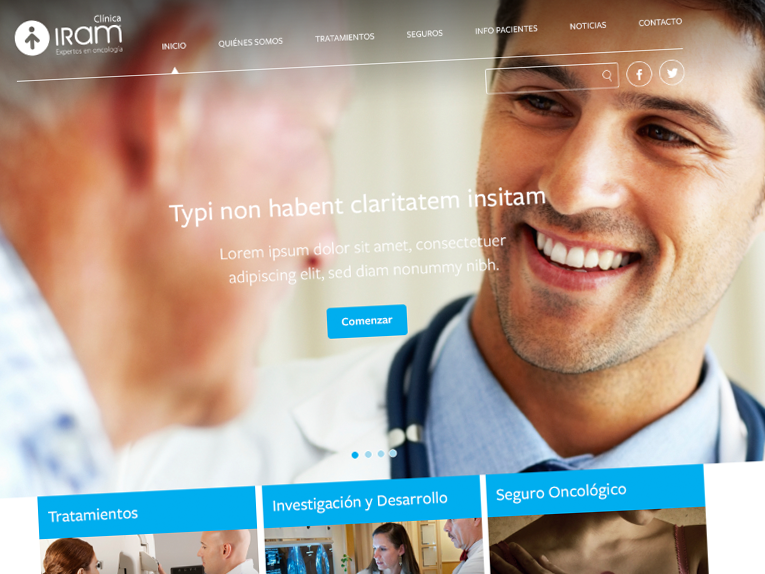 Clínica
IRAM
Expertos en oncología
INICIO
QUIÉNES SOMOS
TRATAMIENTOS
SEGUROS
INFO PACIENTES
NOTICIAS
CONTACTO
Typi non habent claritatem insitam
Lorem ipsum dolor sit amet, consectetuer
adipiscing elit, sed diam nonummy nibh.
Comenzar
Tratamientos
Investigación y Desarrollo
Seguro Oncológico